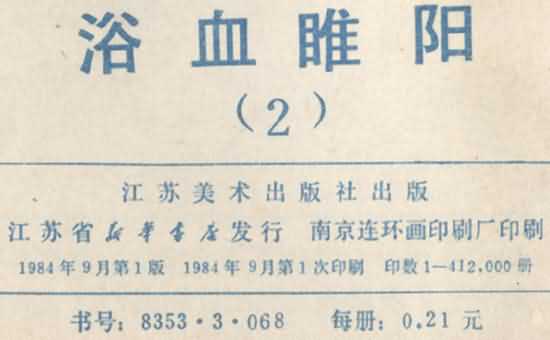 浴血睢阳
（2）
江苏美术出版社出版
江苏省新华书店发行 南京连环画印刷厂印刷
1984年9月第1版 1984年9月第1次印刷 印数1—412,000册
书号：8353·3·068 每册：0.21元